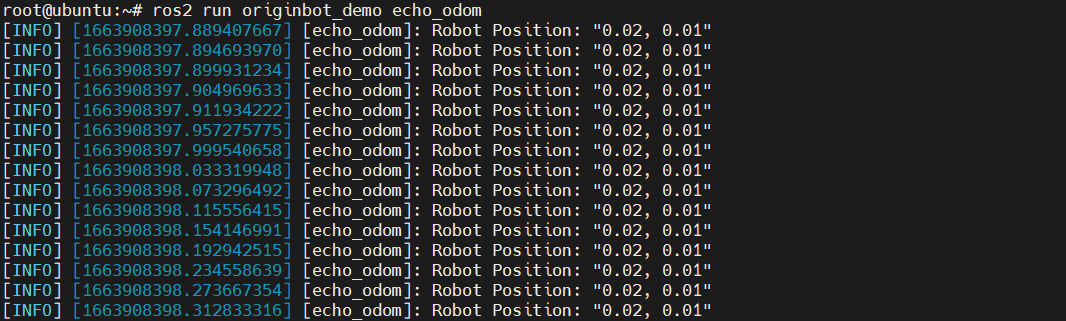 root@ubuntu:~# ros2 run originbot_demo echo_odom
[INFO] [1663908397.889407667] [echo_odom]: Robot Position: "0.02, 0.01"
[INFO] [1663908397.894693970] [echo_odom]: Robot Position: "0.02, 0.01"
[INFO] [1663908397.899931234] [echo_odom]: Robot Position: "0.02, 0.01"
[INFO] [1663908397.904969633] [echo_odom]: Robot Position: "0.02, 0.01"
[INFO] [1663908397.911934222] [echo_odom]: Robot Position: "0.02, 0.01"
[INFO] [1663908397.957275775] [echo_odom]: Robot Position: "0.02, 0.01"
[INFO] [1663908397.999540658] [echo_odom]: Robot Position: "0.02, 0.01"
[INFO] [1663908398.033319948] [echo_odom]: Robot Position: "0.02, 0.01"
[INFO] [1663908398.073296492] [echo_odom]: Robot Position: "0.02, 0.01"
[INFO] [1663908398.115556415] [echo_odom]: Robot Position: "0.02, 0.01"
[INFO] [1663908398.154146991] [echo_odom]: Robot Position: "0.02, 0.01"
[INFO] [1663908398.192942515] [echo_odom]: Robot Position: "0.02, 0.01"
[INFO] [1663908398.234558639] [echo_odom]: Robot Position: "0.02, 0.01"
[INFO] [1663908398.273667354] [echo_odom]: Robot Position: "0.02, 0.01"
[INFO] [1663908398.312833316] [echo_odom]: Robot Position: "0.02, 0.01"